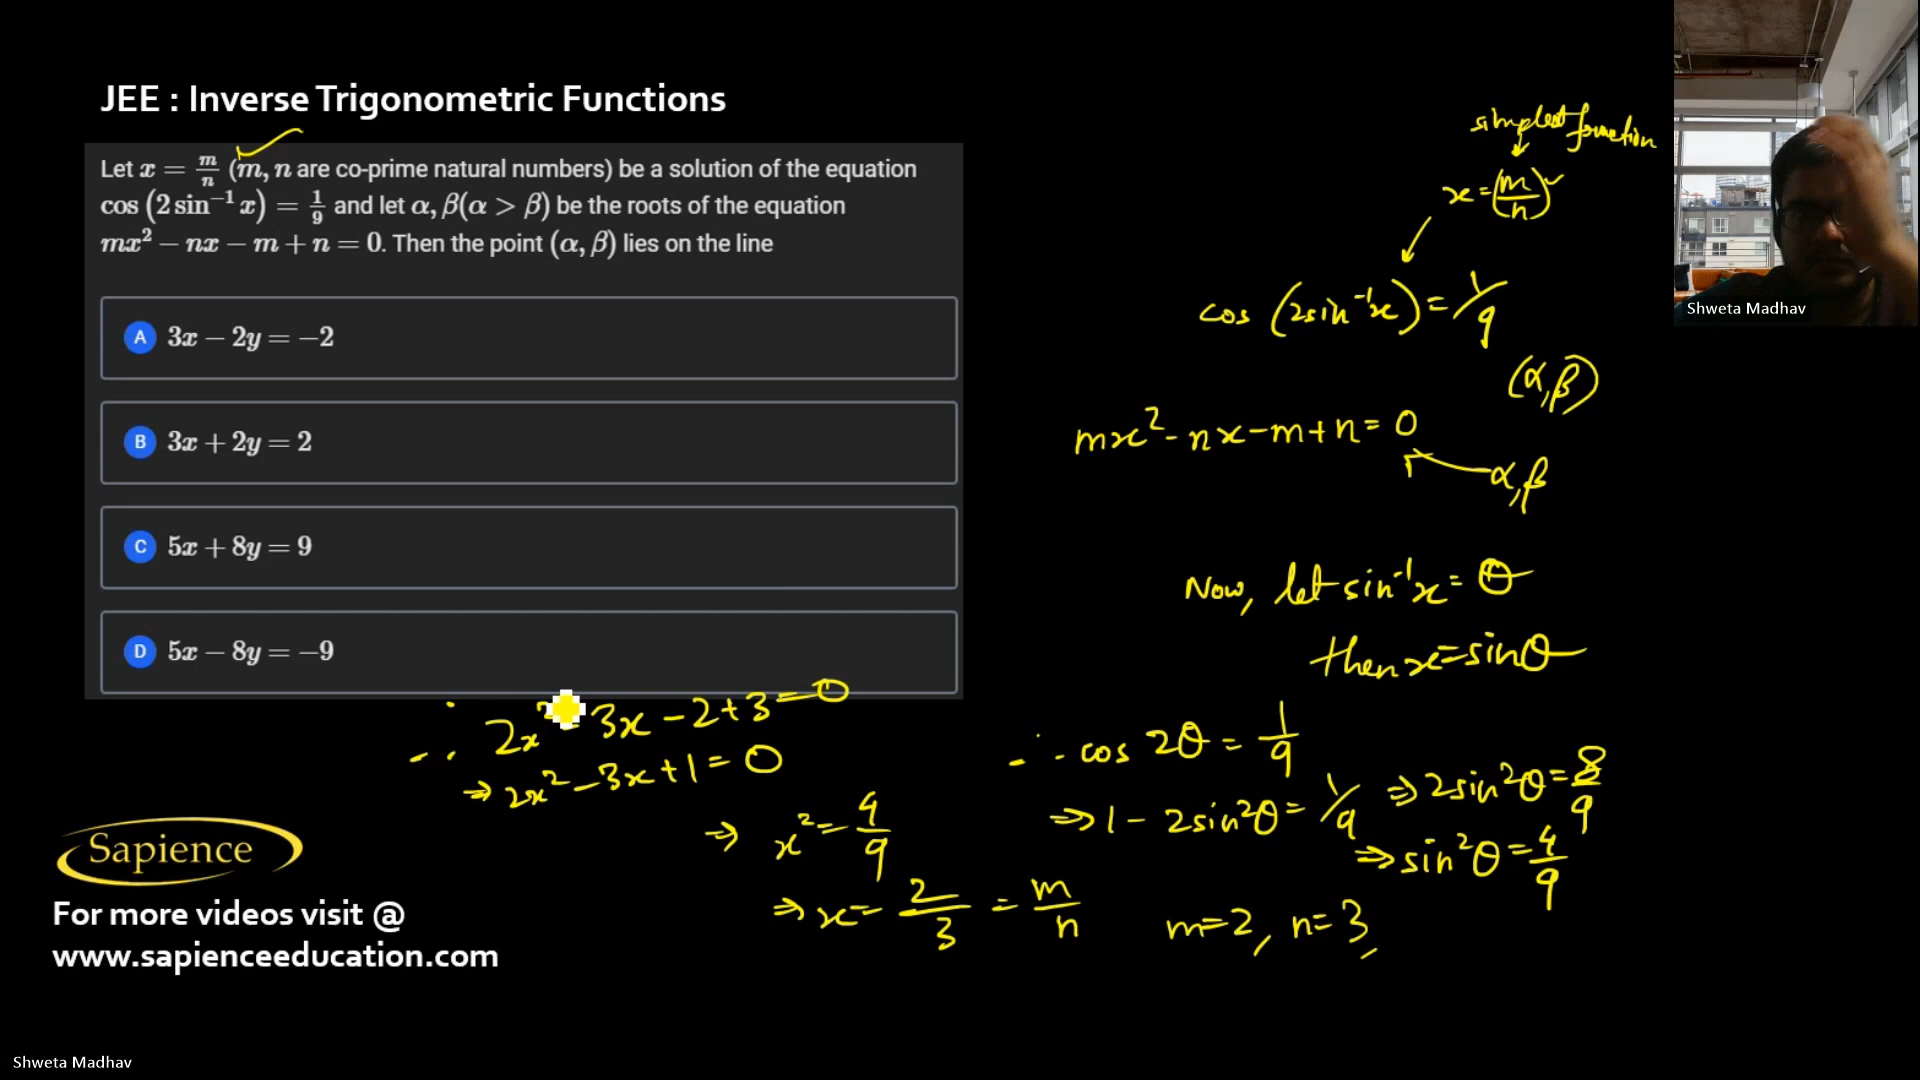 JEE : Inverse Trigonometric Functions
Let x = m/n (m, n are co-prime natural numbers) be a solution of the equation
cos (2 sin⁻¹ x) = 1/9 and let α, β(α > β) be the roots of the equation
mx² − nx − m + n = 0. Then the point (α, β) lies on the line
A 3x − 2y = −2
B 3x + 2y = 2
C 5x + 8y = 9
D 5x − 8y = −9
x = (m/n)
cos (2sin⁻¹x) = 1/9
(α, β)
mx² - nx - m + n = 0
α, β
Now, let sin⁻¹x = θ
then x = sinθ
∴ cos 2θ = 1/9
⇒ 1 - 2sin²θ = 1/9 ⇒ 2sin²θ = 8/9
⇒ sin²θ = 4/9
⇒ x² = 4/9
⇒ x = 2/3 = m/n m=2, n=3,
∴ 2x² - 3x - 2 + 3 = 0
⇒ 2x² - 3x + 1 = 0
Sapience
For more videos visit @
www.sapienceeducation.com
Shweta Madhav
Shweta Madhav